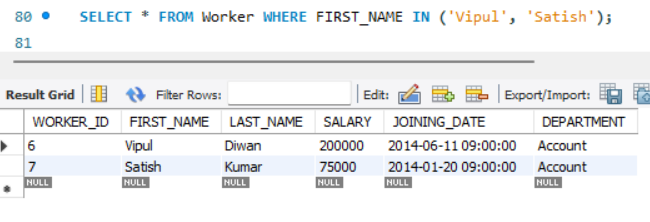 80 SELECT * FROM Worker WHERE FIRST_NAME IN ('Vipul', 'Satish');
81
Result Grid Filter Rows: Edit: Export/Import:
WORKER_ID FIRST_NAME LAST_NAME SALARY JOINING_DATE DEPARTMENT
6 Vipul Diwan 200000 2014-06-11 09:00:00 Account
7 Satish Kumar 75000 2014-01-20 09:00:00 Account
NULL NULL NULL NULL NULL NULL